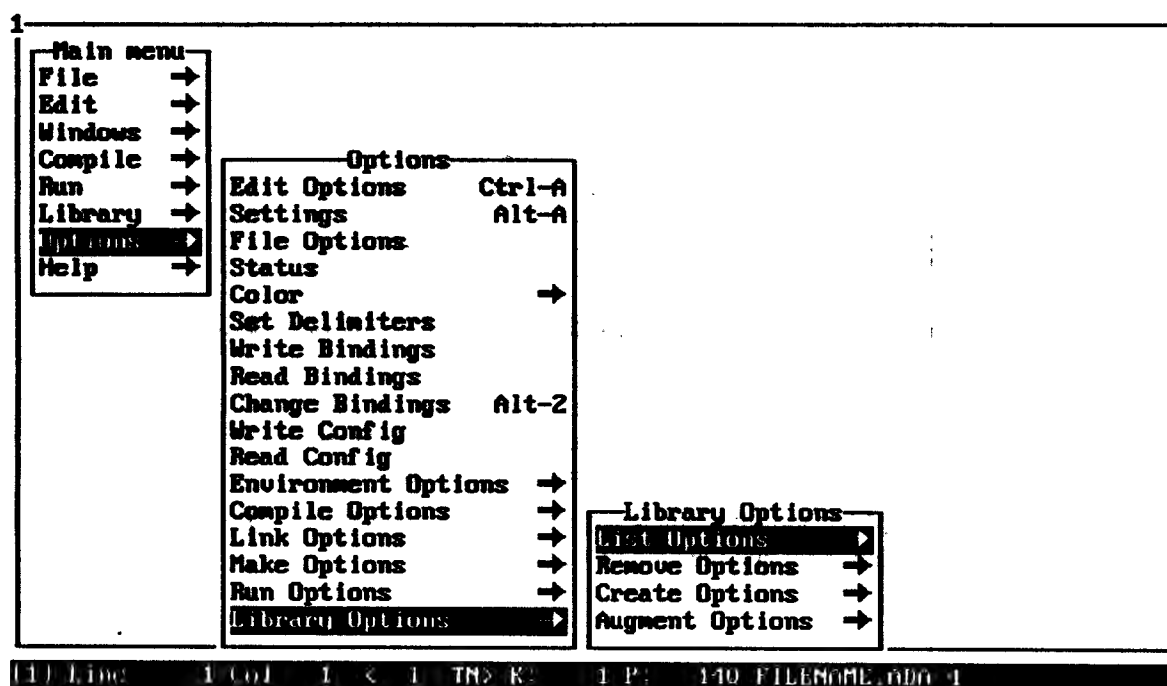 1
Main menu
File →
Edit →
Windows →
Compile →
Run →
Library →
Options →
Help →
Options
Edit Options Ctrl-A
Settings Alt-A
File Options
Status
Color →
Set Delimiters
Write Bindings
Read Bindings
Change Bindings Alt-Z
Write Config
Read Config
Environment Options →
Compile Options →
Link Options →
Make Options →
Run Options →
Library Options →
Library Options
List Options →
Remove Options →
Create Options →
Augment Options →
[1] Line 1 Col 1 < 1 1 P: 140 FILENAME.ADA